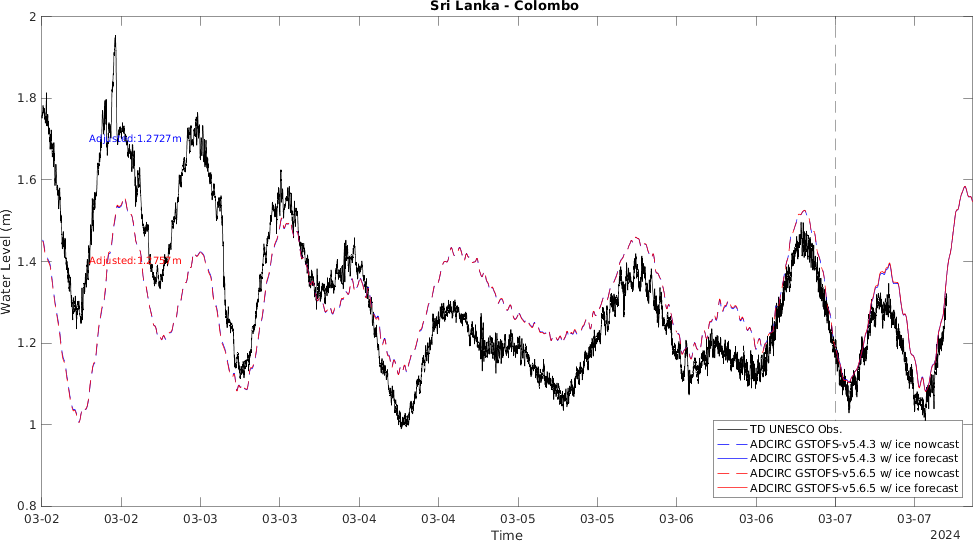 Sri Lanka - Colombo
Water Level (m)
2
1.8
1.6
1.4
1.2
1
0.8
Adjusted:1.2727m
Adjusted:1.2757m
TD UNESCO Obs.
ADCIRC GSTOFS-v5.4.3 w/ ice nowcast
ADCIRC GSTOFS-v5.4.3 w/ ice forecast
ADCIRC GSTOFS-v5.6.5 w/ ice nowcast
ADCIRC GSTOFS-v5.6.5 w/ ice forecast
03-02 03-02 03-03 03-03 03-04 03-04 03-05 03-05 03-06 03-06 03-07 03-07
Time
2024